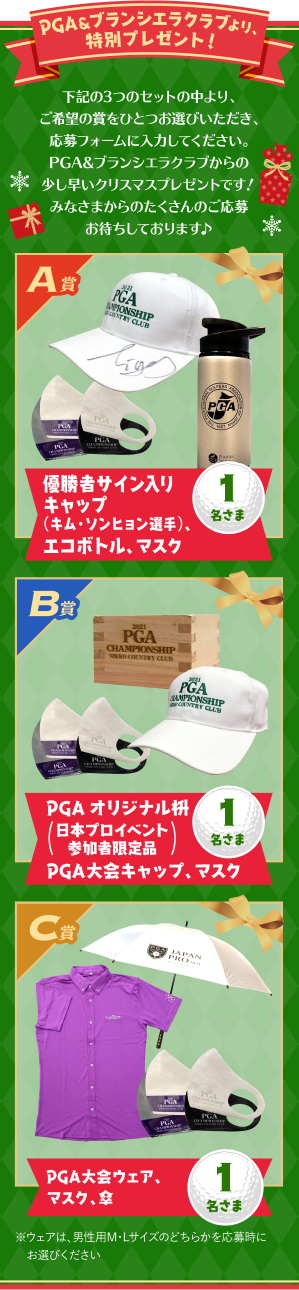 PGA&ブランシエラクラブより、
特別プレゼント！
下記の3つのセットの中より、
ご希望の賞をひとつお選びいただき、
応募フォームに入力してください。
PGA&ブランシエラクラブからの
少し早いクリスマスプレゼントです！
みなさまからのたくさんのご応募
お待ちしております♪
A賞
2021
PGA
CHAMPIONSHIP
NIKKO COUNTRY CLUB
PGA
PGA
CHAMPIONSHIP
優勝者サイン入り
キャップ
（キム・ソンヒョン選手）、
エコボトル、マスク
1
名さま
B賞
2021
PGA
CHAMPIONSHIP
NIKKO COUNTRY CLUB
2021
PGA
CHAMPIONSHIP
NIKKO COUNTRY CLUB
PGA
CHAMPIONSHIP
PGA オリジナル枡
(日本プロイベント
参加者限定品)
PGA大会キャップ、マスク
1
名さま
C賞
JAPAN
PRO
PGA
CHAMPIONSHIP
PGA大会ウェア、
マスク、傘
1
名さま
※ウェアは、男性用M・Lサイズのどちらかを応募時に
お選びください